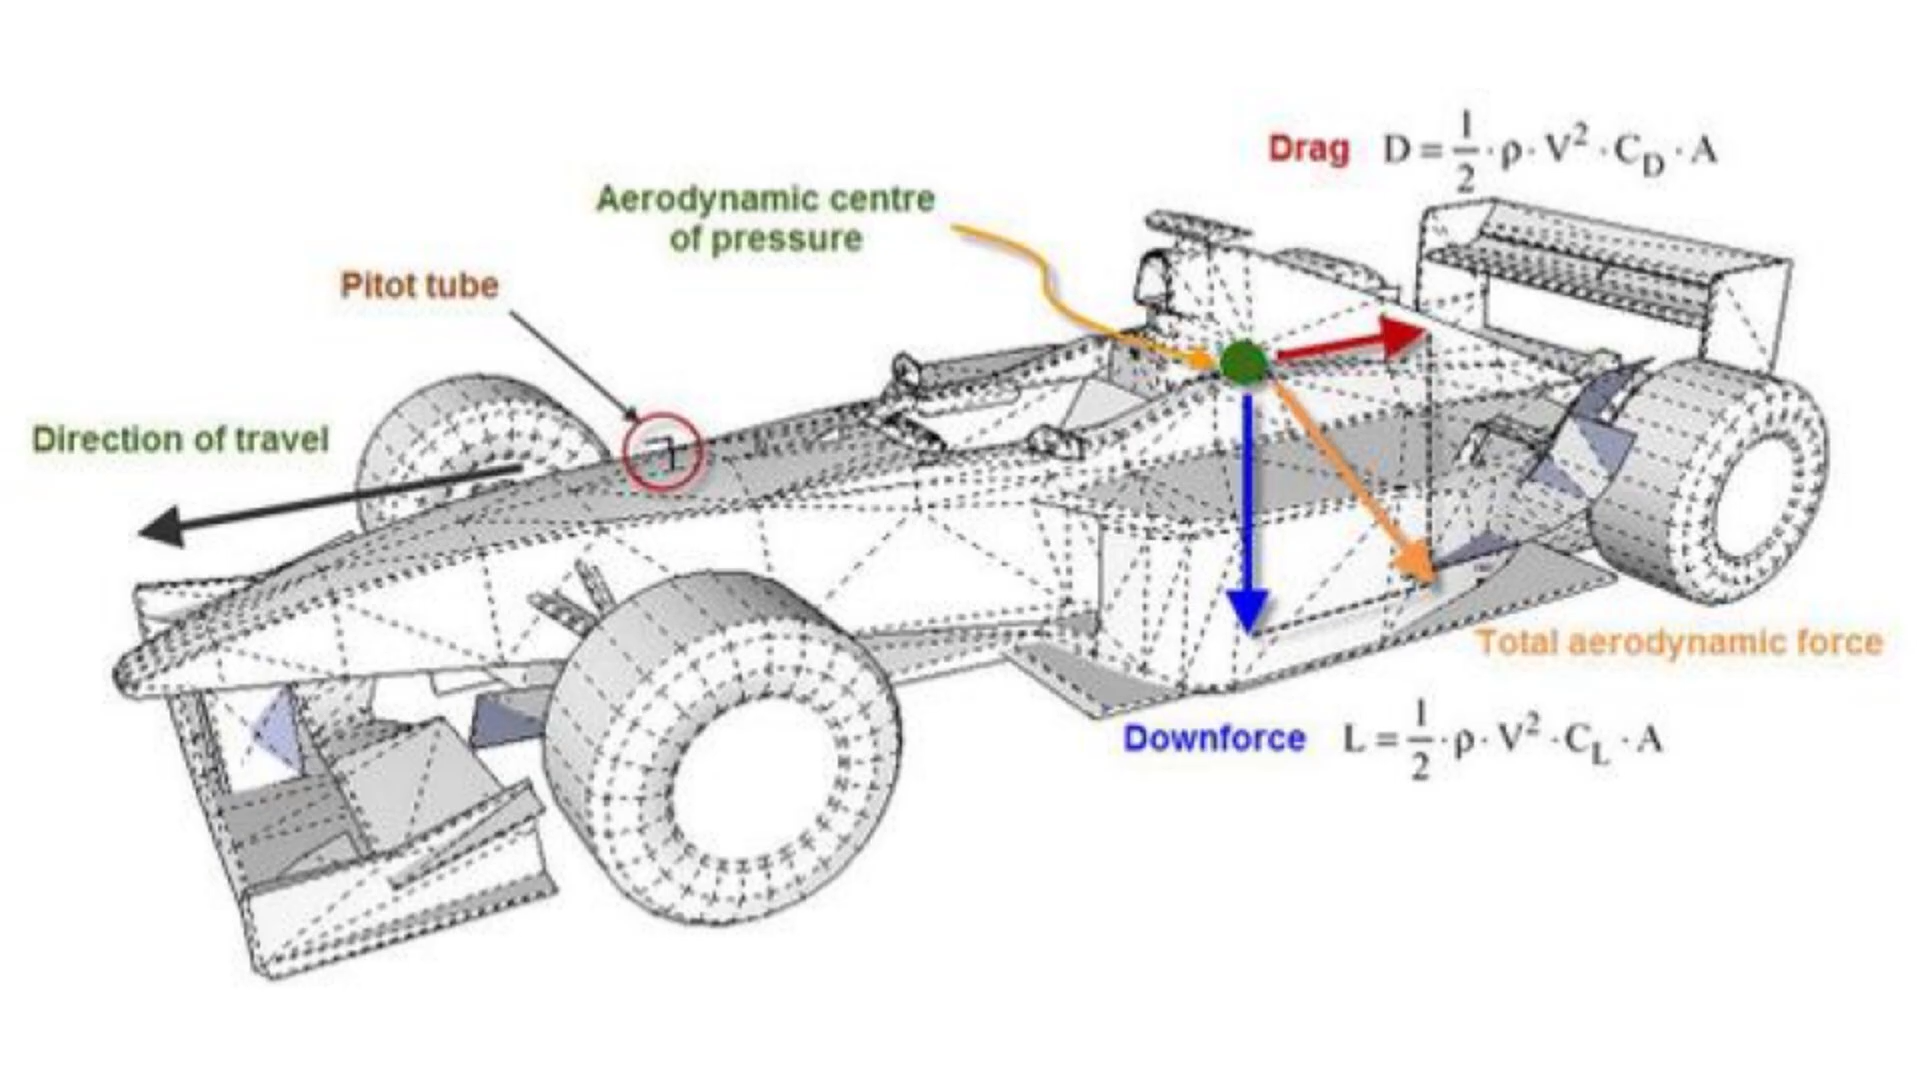 Drag D = 1/2 · ρ · V² · C_D · A
Aerodynamic centre
of pressure
Pitot tube
Direction of travel
Total aerodynamic force
Downforce L = 1/2 · ρ · V² · C_L · A